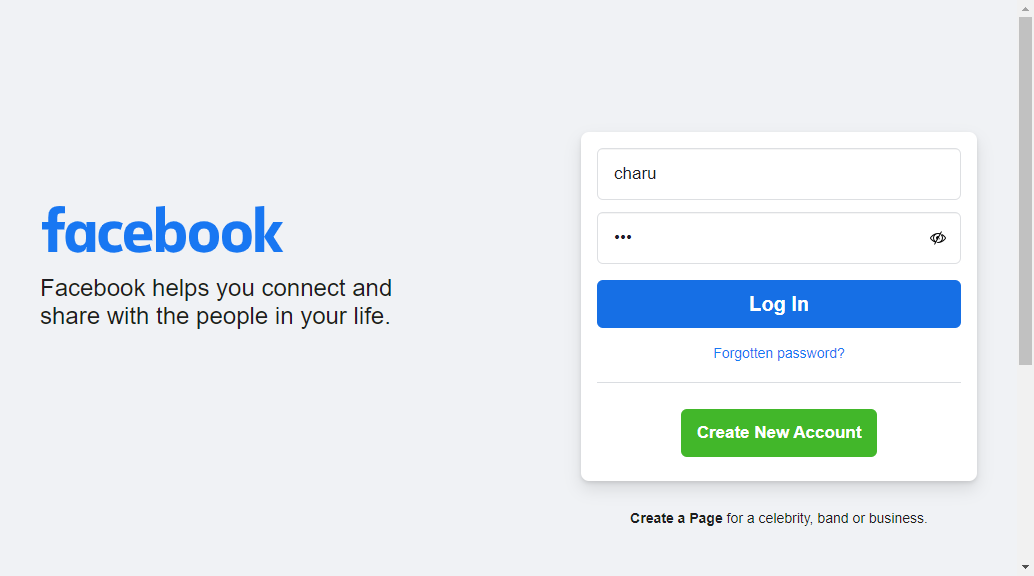 facebook
Facebook helps you connect and
share with the people in your life.
charu
•••
Log In
Forgotten password?
Create New Account
Create a Page for a celebrity, band or business.